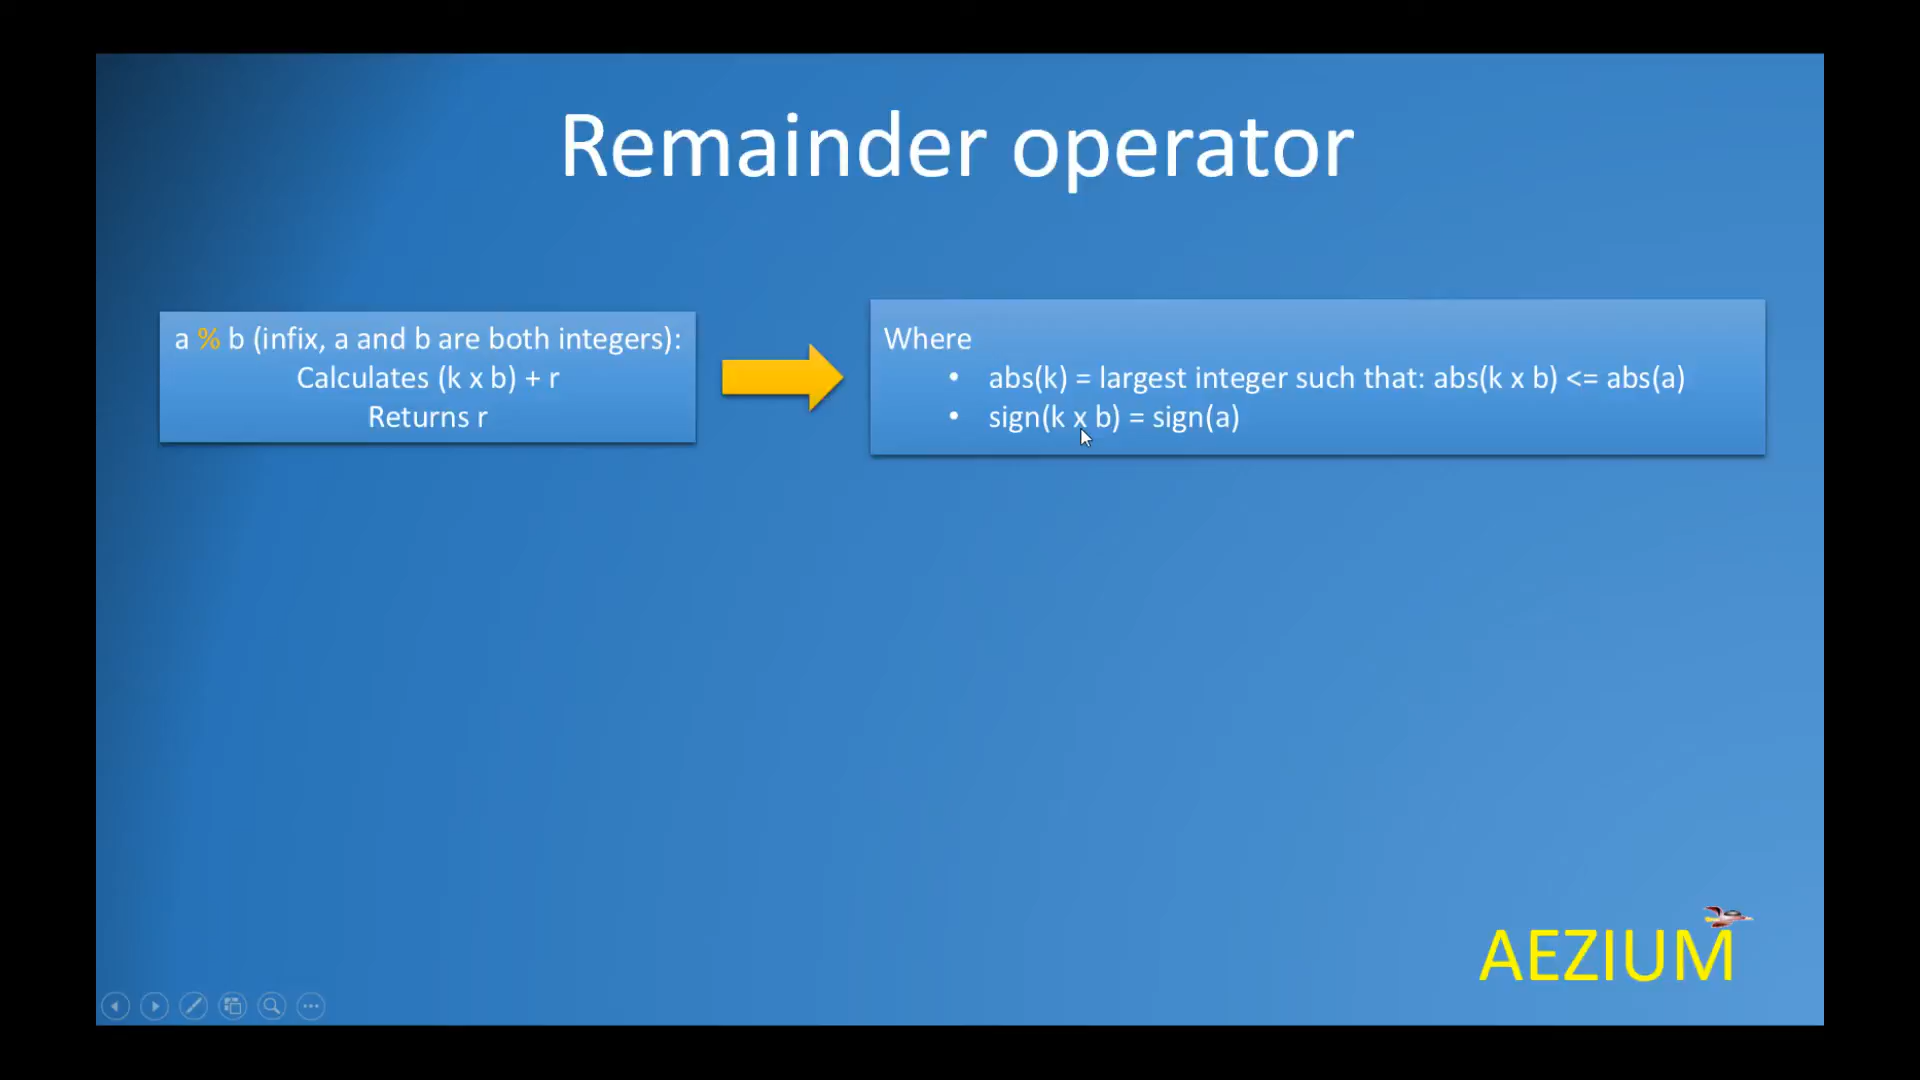 Remainder operator
a % b (infix, a and b are both integers):
Calculates (k x b) + r
Returns r
Where
• abs(k) = largest integer such that: abs(k x b) <= abs(a)
• sign(k x b) = sign(a)
AEZIUM